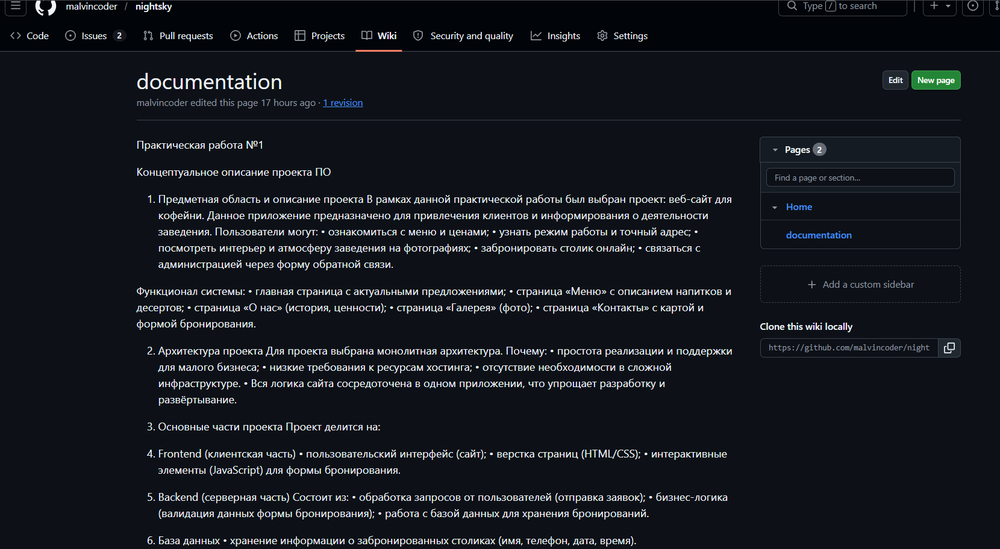 malvincoder / nightsky
Type / to search
Code Issues 2 Pull requests Actions Projects Wiki Security and quality Insights Settings
documentation
Edit New page
malvincoder edited this page 17 hours ago · 1 revision
Практическая работа №1
Концептуальное описание проекта ПО
1. Предметная область и описание проекта В рамках данной практической работы был выбран проект: веб-сайт для
кофейни. Данное приложение предназначено для привлечения клиентов и информирования о деятельности
заведения. Пользователи могут: • ознакомиться с меню и ценами; • узнать режим работы и точный адрес; •
посмотреть интерьер и атмосферу заведения на фотографиях; • забронировать столик онлайн; • связаться с
администрацией через форму обратной связи.
Функционал системы: • главная страница с актуальными предложениями; • страница «Меню» с описанием напитков и
десертов; • страница «О нас» (история, ценности); • страница «Галерея» (фото); • страница «Контакты» с картой и
формой бронирования.
2. Архитектура проекта Для проекта выбрана монолитная архитектура. Почему: • простота реализации и поддержки
для малого бизнеса; • низкие требования к ресурсам хостинга; • отсутствие необходимости в сложной
инфраструктуре. • Вся логика сайта сосредоточена в одном приложении, что упрощает разработку и
развёртывание.
3. Основные части проекта Проект делится на:
4. Frontend (клиентская часть) • пользовательский интерфейс (сайт); • верстка страниц (HTML/CSS); • интерактивные
элементы (JavaScript) для формы бронирования.
5. Backend (серверная часть) Состоит из: • обработка запросов от пользователей (отправка заявок); • бизнес-логика
(валидация данных формы бронирования); • работа с базой данных для хранения бронирований.
6. База данных • хранение информации о забронированных столиках (имя, телефон, дата, время).
Pages 2
Find a page or section...
Home
documentation
+ Add a custom sidebar
Clone this wiki locally
https://github.com/malvincoder/night